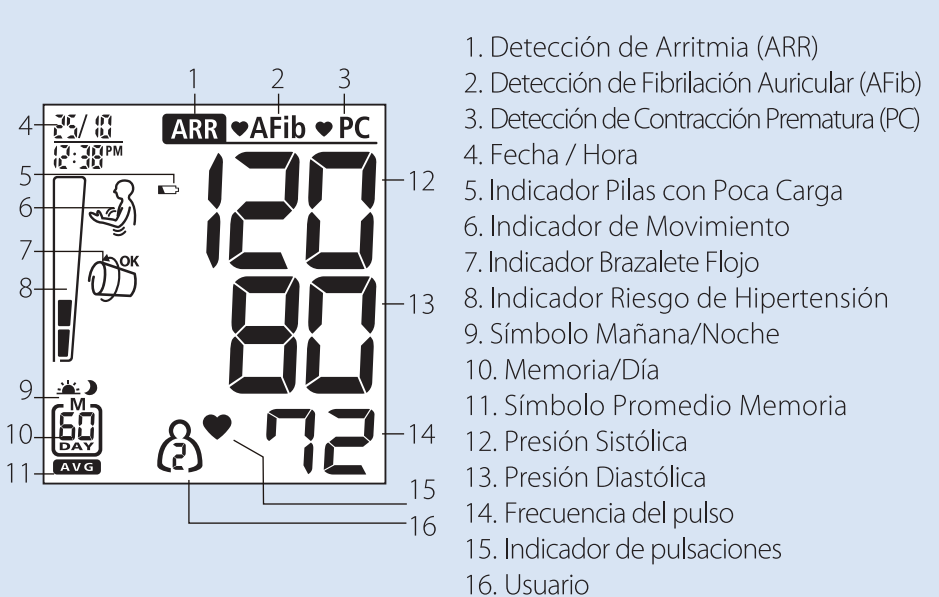 1 2 3
4 25/ 10 ARR AFib PC
12:38 PM
5 120 12
6
7 OK
8 80 13
9
M
10 60 2 72 14
DAY
11 AVG
15
16
1. Detección de Arritmia (ARR)
2. Detección de Fibrilación Auricular (AFib)
3. Detección de Contracción Prematura (PC)
4. Fecha / Hora
5. Indicador Pilas con Poca Carga
6. Indicador de Movimiento
7. Indicador Brazalete Flojo
8. Indicador Riesgo de Hipertensión
9. Símbolo Mañana/Noche
10. Memoria/Día
11. Símbolo Promedio Memoria
12. Presión Sistólica
13. Presión Diastólica
14. Frecuencia del pulso
15. Indicador de pulsaciones
16. Usuario